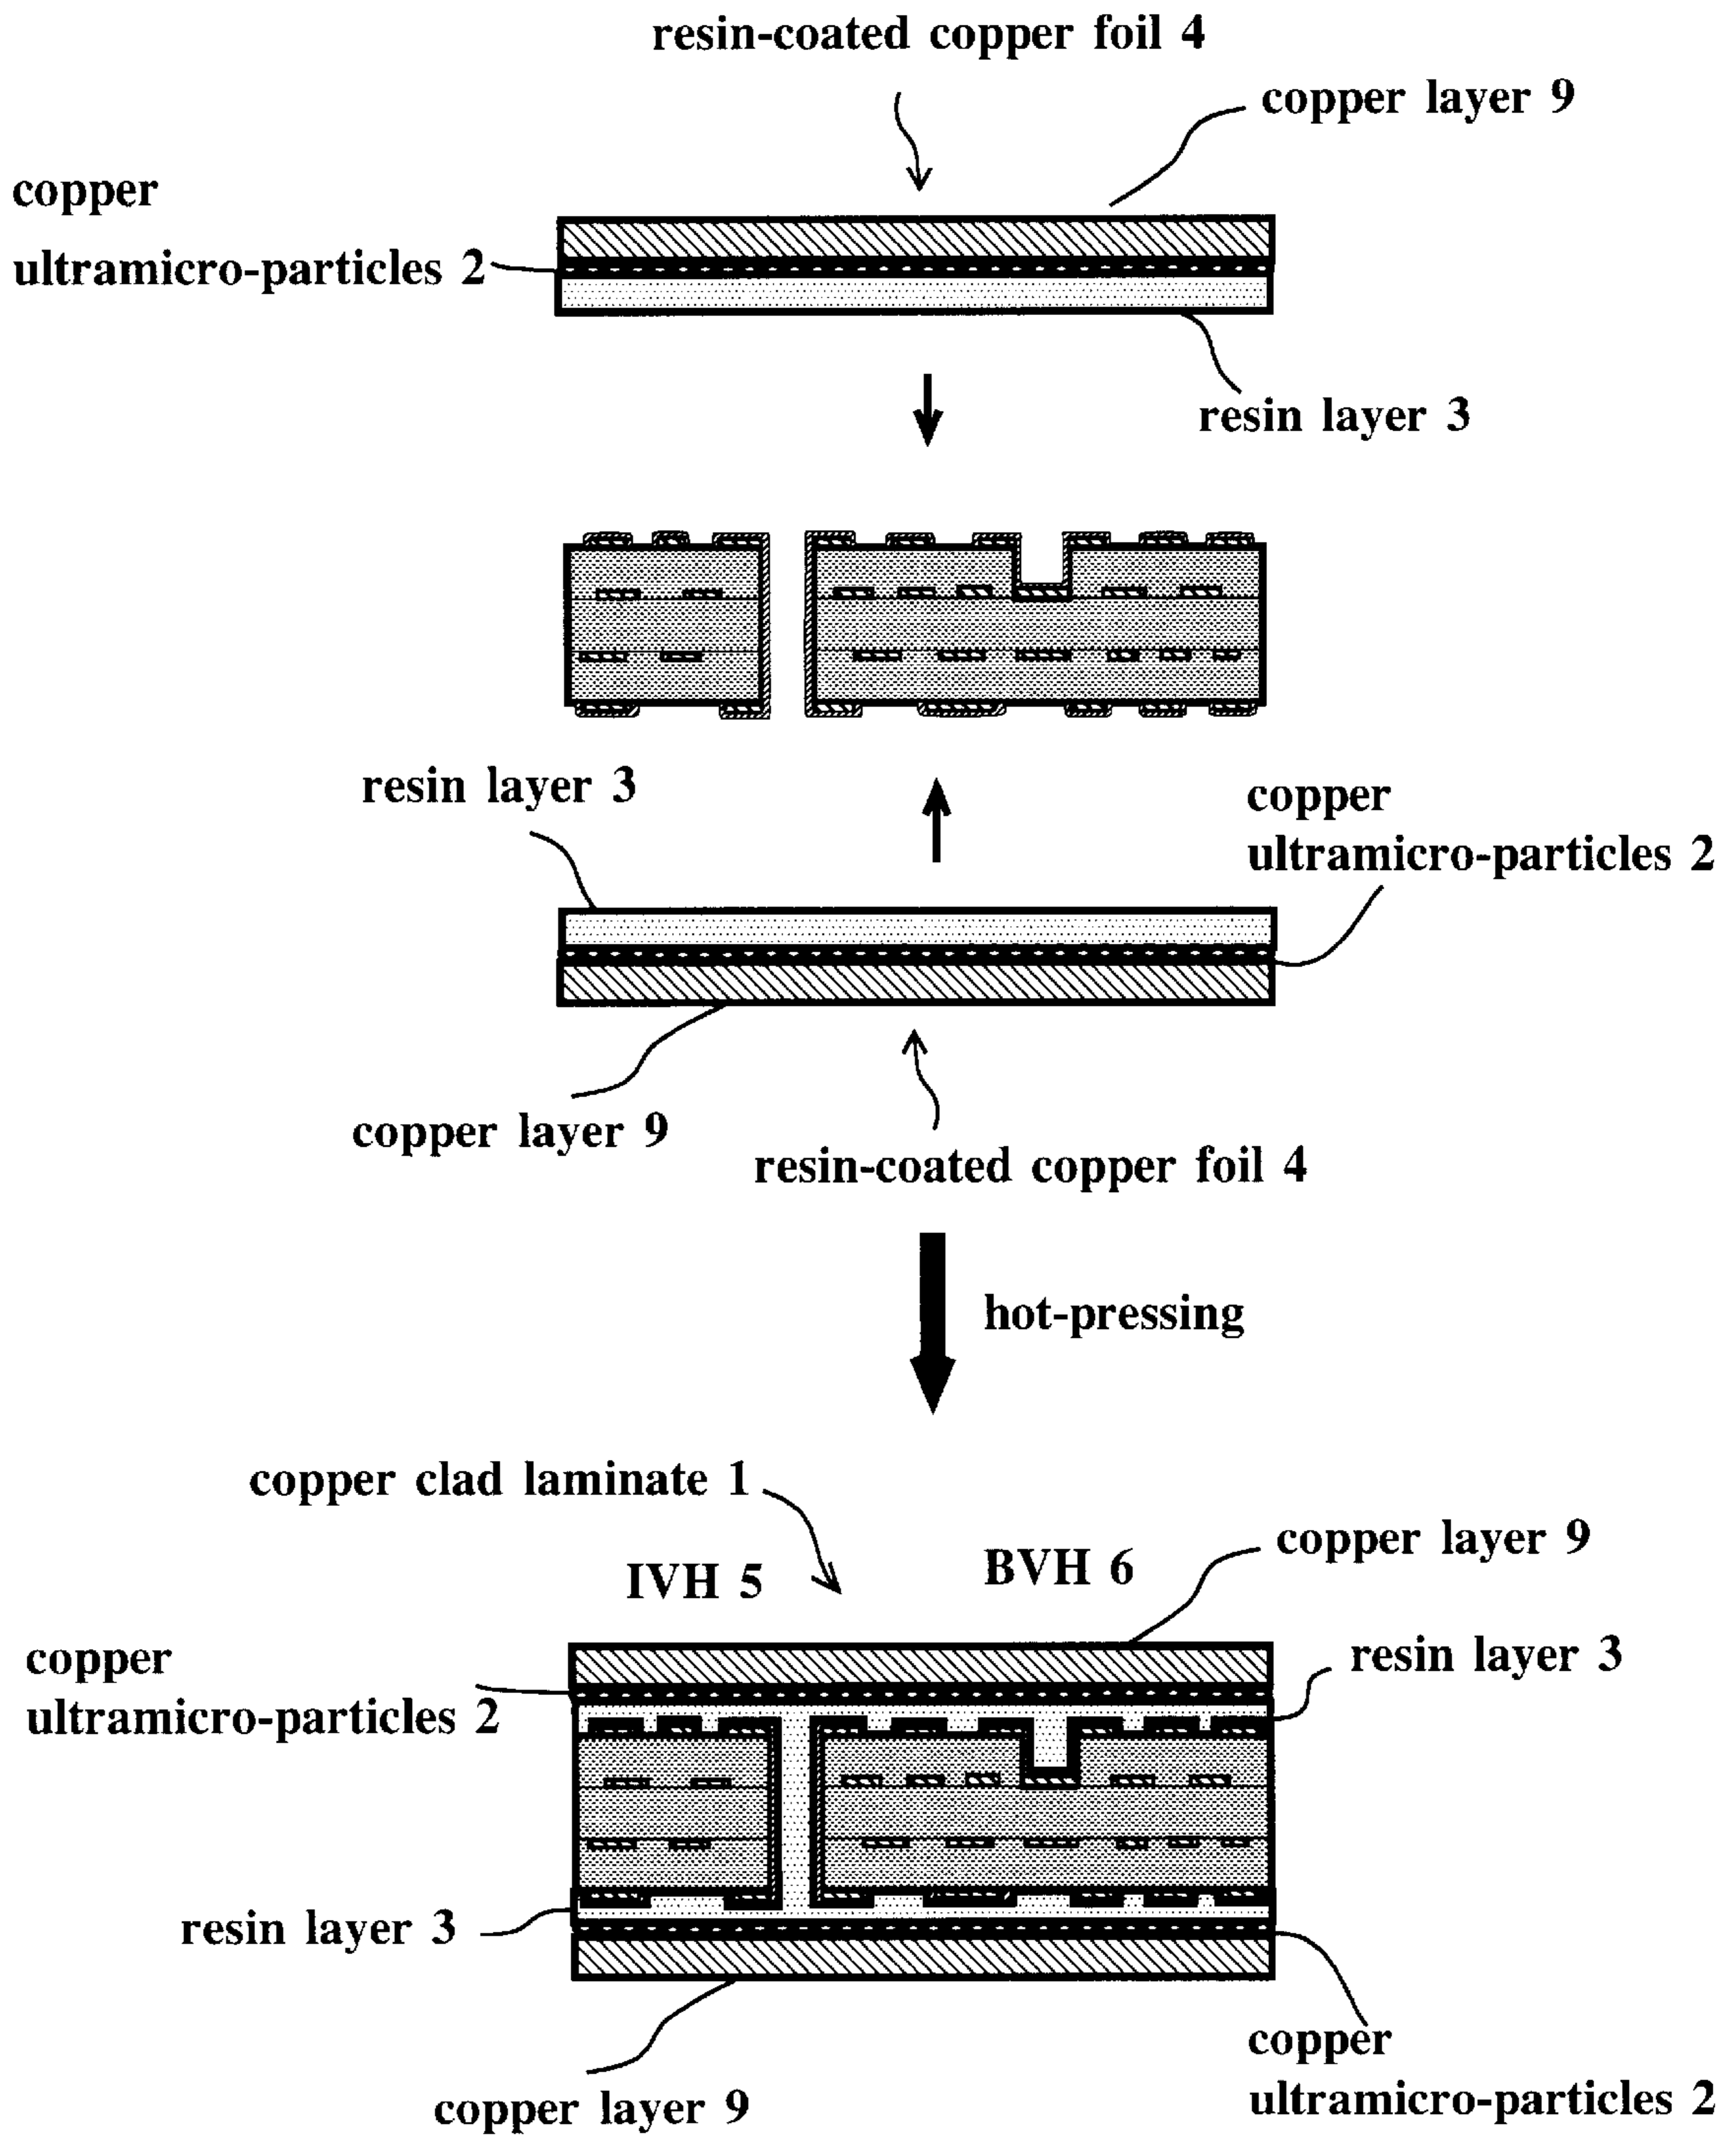 resin-coated copper foil 4
copper layer 9
copper
ultramicro-particles 2
resin layer 3
resin layer 3
copper
ultramicro-particles 2
copper layer 9
resin-coated copper foil 4
hot-pressing
copper clad laminate 1
copper layer 9
IVH 5
BVH 6
copper
ultramicro-particles 2
resin layer 3
resin layer 3
copper
ultramicro-particles 2
copper layer 9